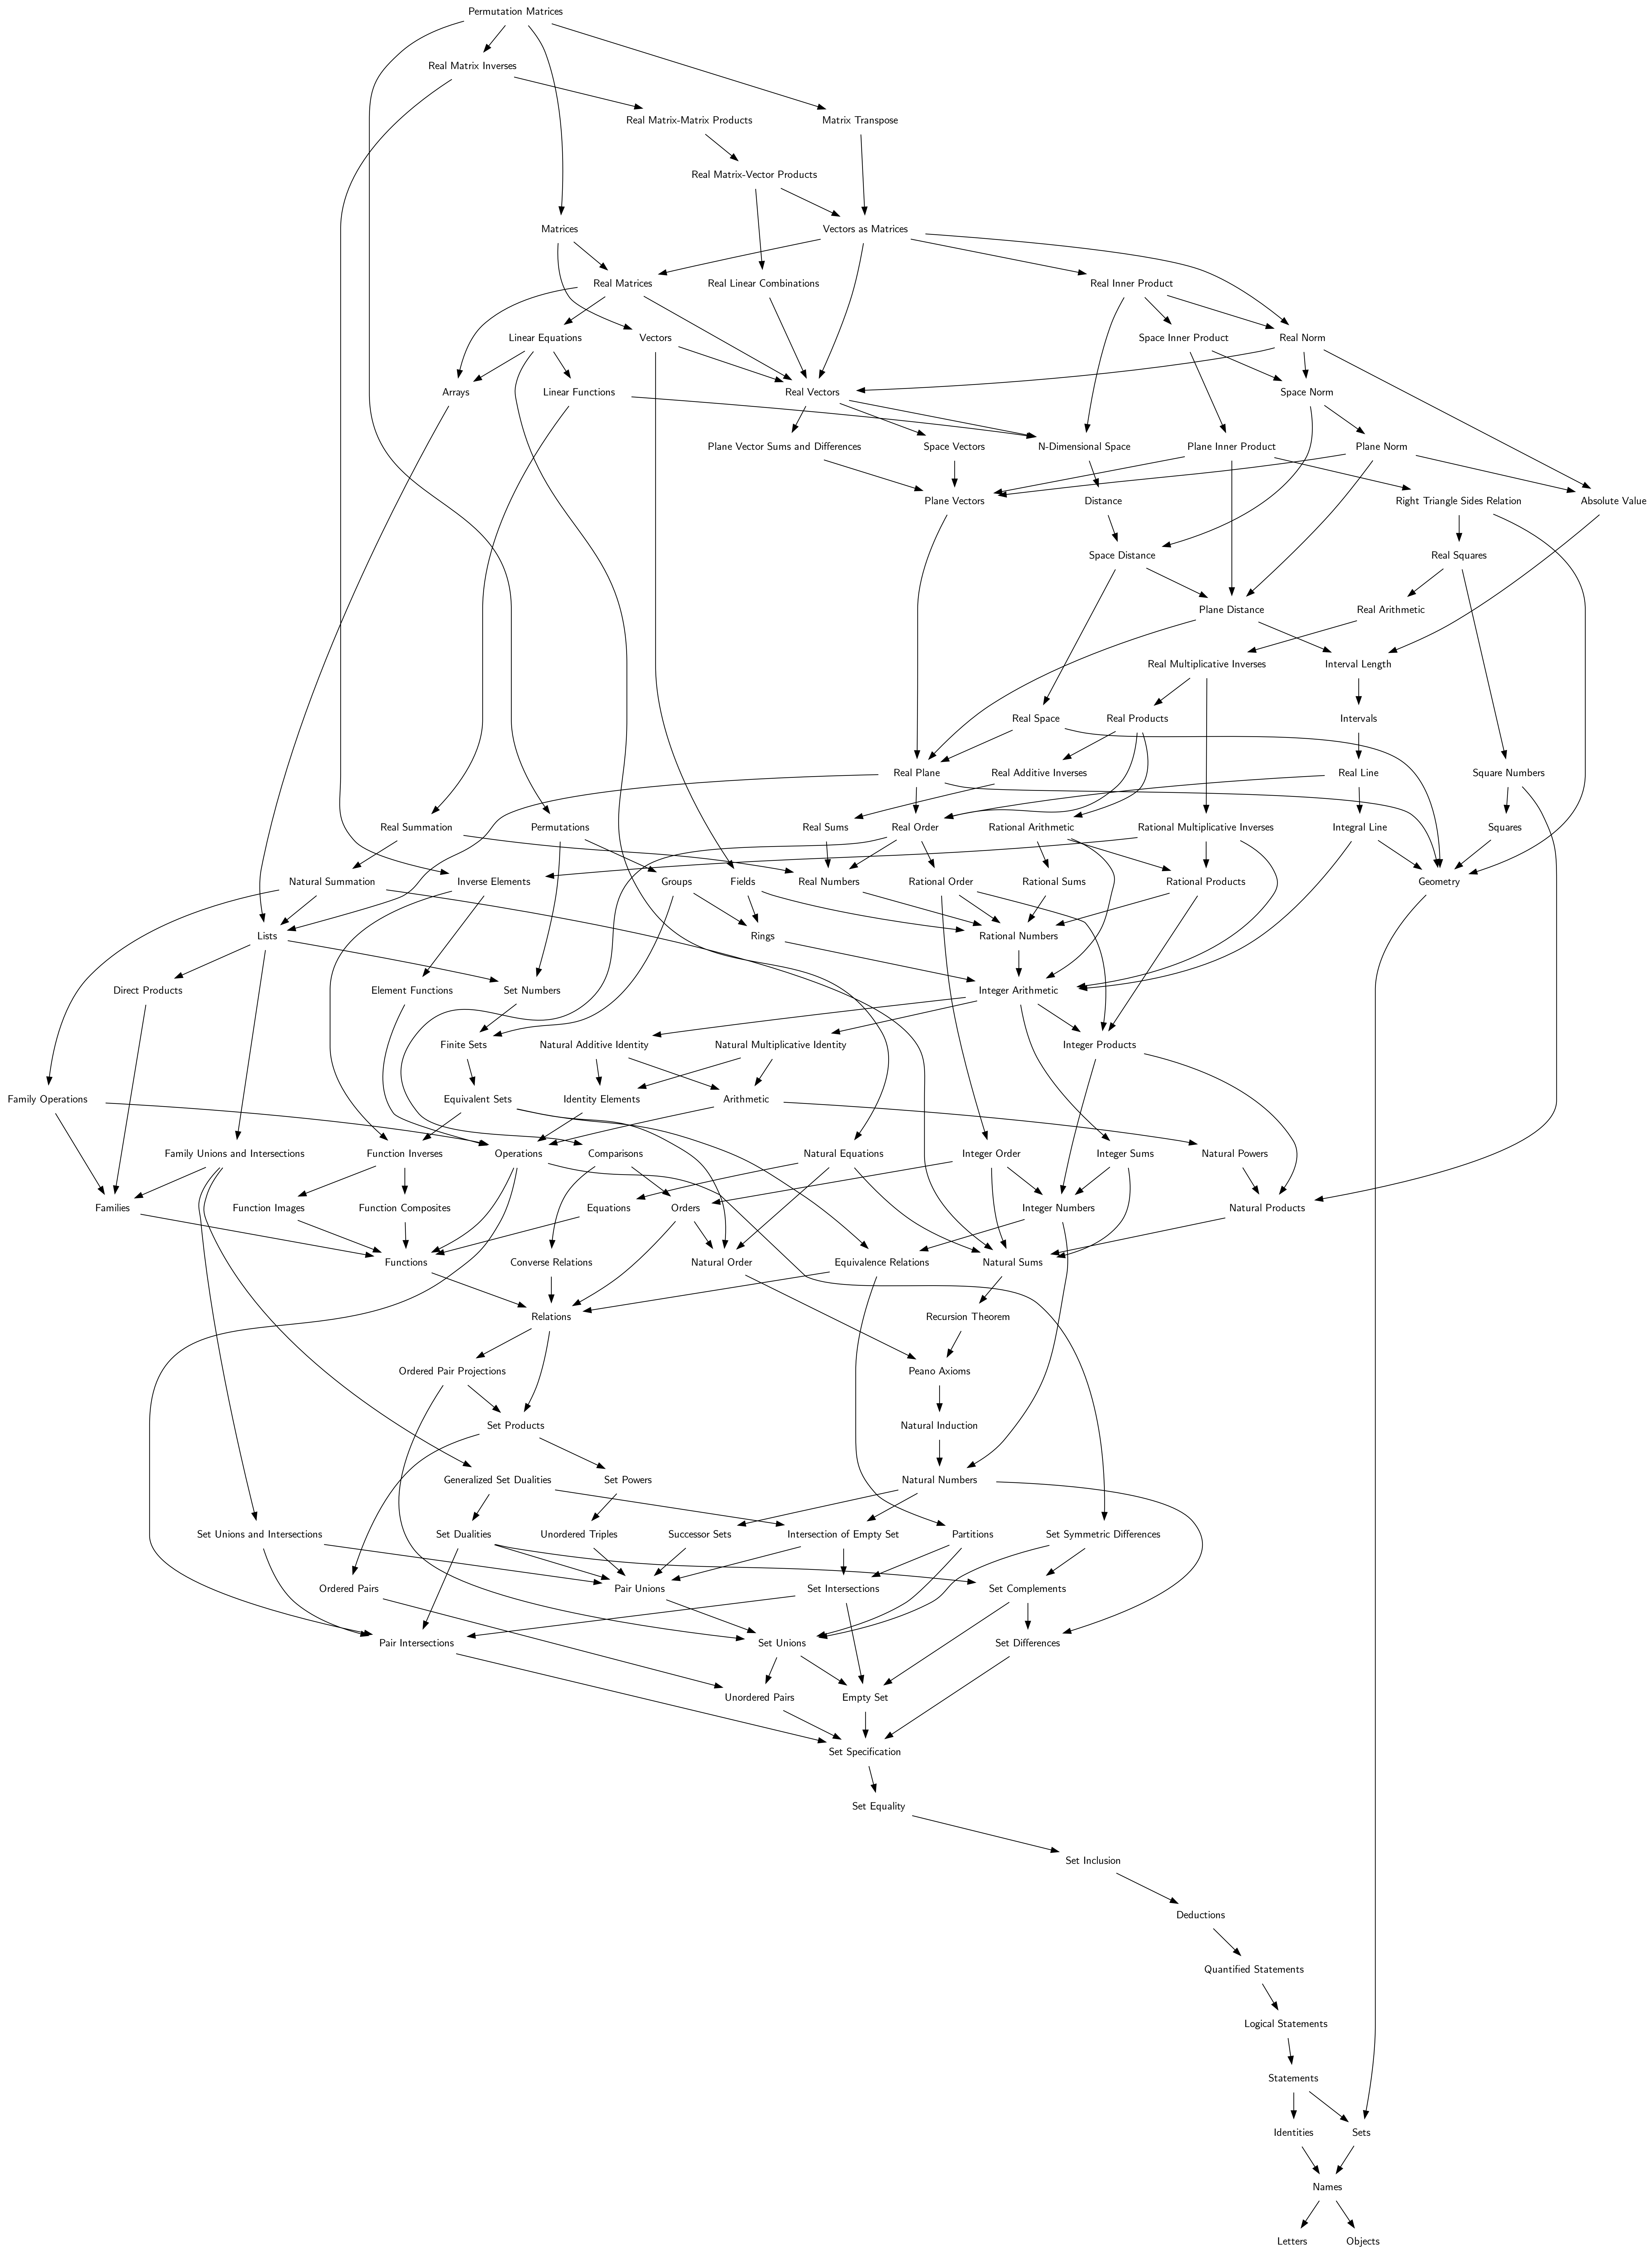 Permutation Matrices
Real Matrix Inverses
Real Matrix-Matrix Products
Matrix Transpose
Real Matrix-Vector Products
Matrices
Vectors as Matrices
Real Matrices
Real Linear Combinations
Real Inner Product
Linear Equations
Vectors
Space Inner Product
Real Norm
Arrays
Linear Functions
Real Vectors
Space Norm
Plane Vector Sums and Differences
Space Vectors
N-Dimensional Space
Plane Inner Product
Plane Norm
Plane Vectors
Distance
Right Triangle Sides Relation
Absolute Value
Space Distance
Real Squares
Plane Distance
Real Arithmetic
Real Multiplicative Inverses
Interval Length
Real Space
Real Products
Intervals
Real Plane
Real Additive Inverses
Real Line
Square Numbers
Real Summation
Permutations
Real Sums
Real Order
Rational Arithmetic
Rational Multiplicative Inverses
Integral Line
Squares
Natural Summation
Inverse Elements
Groups
Fields
Real Numbers
Rational Order
Rational Sums
Rational Products
Geometry
Lists
Rings
Rational Numbers
Direct Products
Element Functions
Set Numbers
Integer Arithmetic
Finite Sets
Natural Additive Identity
Natural Multiplicative Identity
Integer Products
Family Operations
Equivalent Sets
Identity Elements
Arithmetic
Family Unions and Intersections
Function Inverses
Operations
Comparisons
Natural Equations
Integer Order
Integer Sums
Natural Powers
Families
Function Images
Function Composites
Equations
Orders
Integer Numbers
Natural Products
Functions
Converse Relations
Natural Order
Equivalence Relations
Natural Sums
Relations
Recursion Theorem
Ordered Pair Projections
Peano Axioms
Set Products
Natural Induction
Generalized Set Dualities
Set Powers
Natural Numbers
Set Unions and Intersections
Set Dualities
Unordered Triples
Successor Sets
Intersection of Empty Set
Partitions
Set Symmetric Differences
Ordered Pairs
Pair Unions
Set Intersections
Set Complements
Pair Intersections
Set Unions
Set Differences
Unordered Pairs
Empty Set
Set Specification
Set Equality
Set Inclusion
Deductions
Quantified Statements
Logical Statements
Statements
Identities
Sets
Names
Letters
Objects